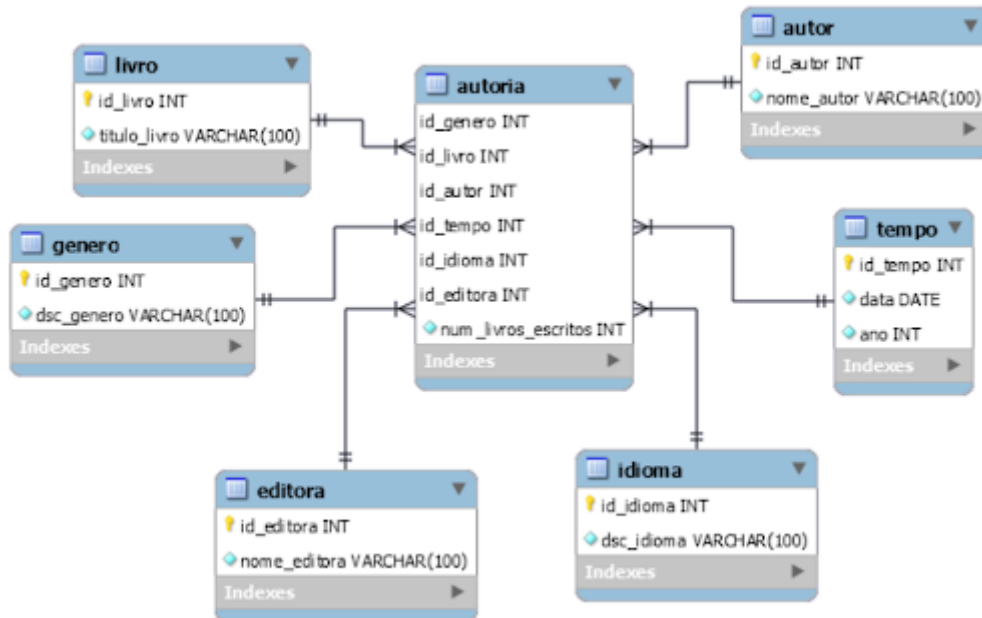 livro
id_livro INT
titulo_livro VARCHAR(100)
Indexes
autoria
id_genero INT
id_livro INT
id_autor INT
id_tempo INT
id_idioma INT
id_editora INT
num_livros_escritos INT
Indexes
autor
id_autor INT
nome_autor VARCHAR(100)
Indexes
genero
id_genero INT
dsc_genero VARCHAR(100)
Indexes
tempo
id_tempo INT
data DATE
ano INT
Indexes
editora
id_editora INT
nome_editora VARCHAR(100)
Indexes
idioma
id_idioma INT
dsc_idioma VARCHAR(100)
Indexes